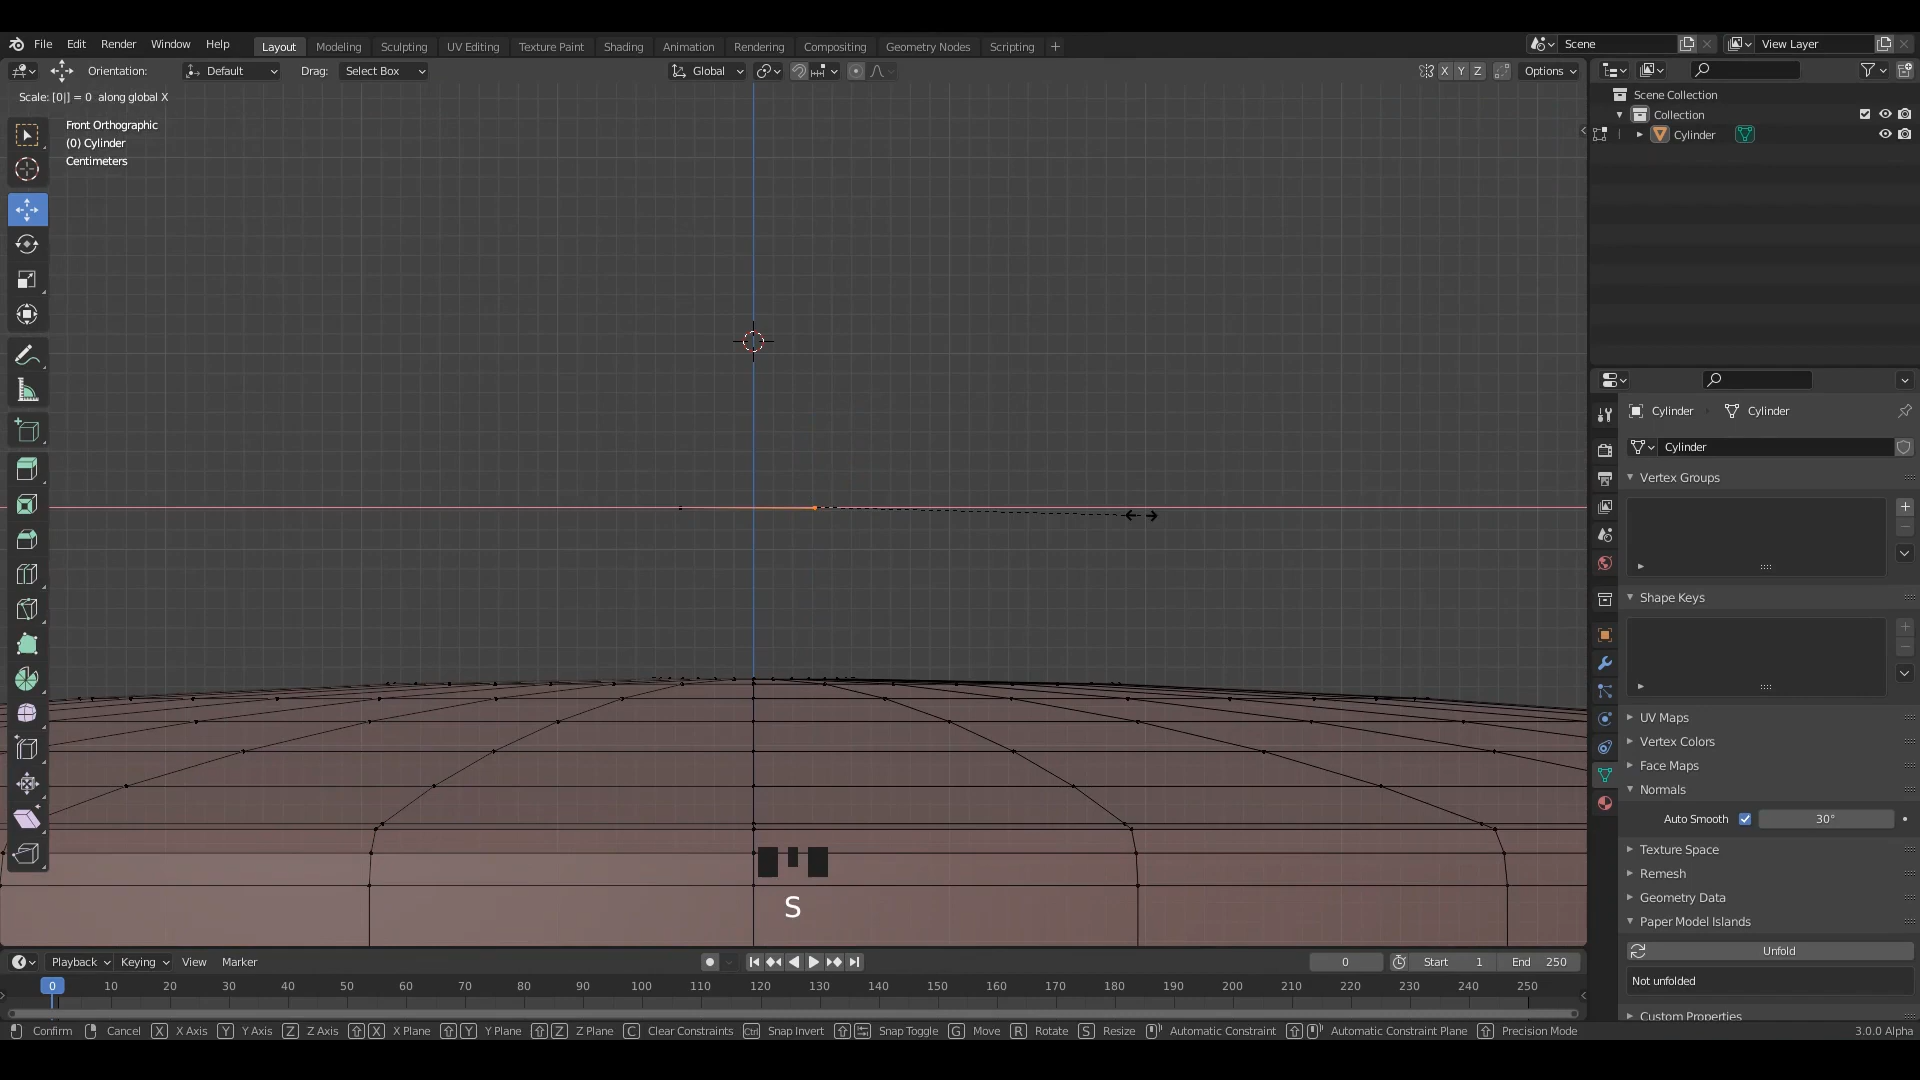 File Edit Render Window Help Layout Modeling Sculpting UV Editing Texture Paint Shading Animation Rendering Compositing Geometry Nodes Scripting + Scene View Layer
Orientation: Default Drag: Select Box Global X Y Z Options
Scale: [0|] = 0 along global X
Front Orthographic
(0) Cylinder
Centimeters
Scene Collection
Collection
Cylinder
Cylinder Cylinder
Cylinder
Vertex Groups
Shape Keys
UV Maps
Vertex Colors
Face Maps
Normals
Auto Smooth 30°
Texture Space
Remesh
Geometry Data
Paper Model Islands
Unfold
Not unfolded
Custom Properties
S
Playback Keying View Marker 0 Start 1 End 250
0 10 20 30 40 50 60 70 80 90 100 110 120 130 140 150 160 170 180 190 200 210 220 230 240 250
Confirm Cancel X X Axis Y Y Axis Z Z Axis X X Plane Y Y Plane Z Z Plane C Clear Constraints Ctrl Snap Invert Snap Toggle G Move R Rotate S Resize Automatic Constraint Automatic Constraint Plane Precision Mode 3.0.0 Alpha